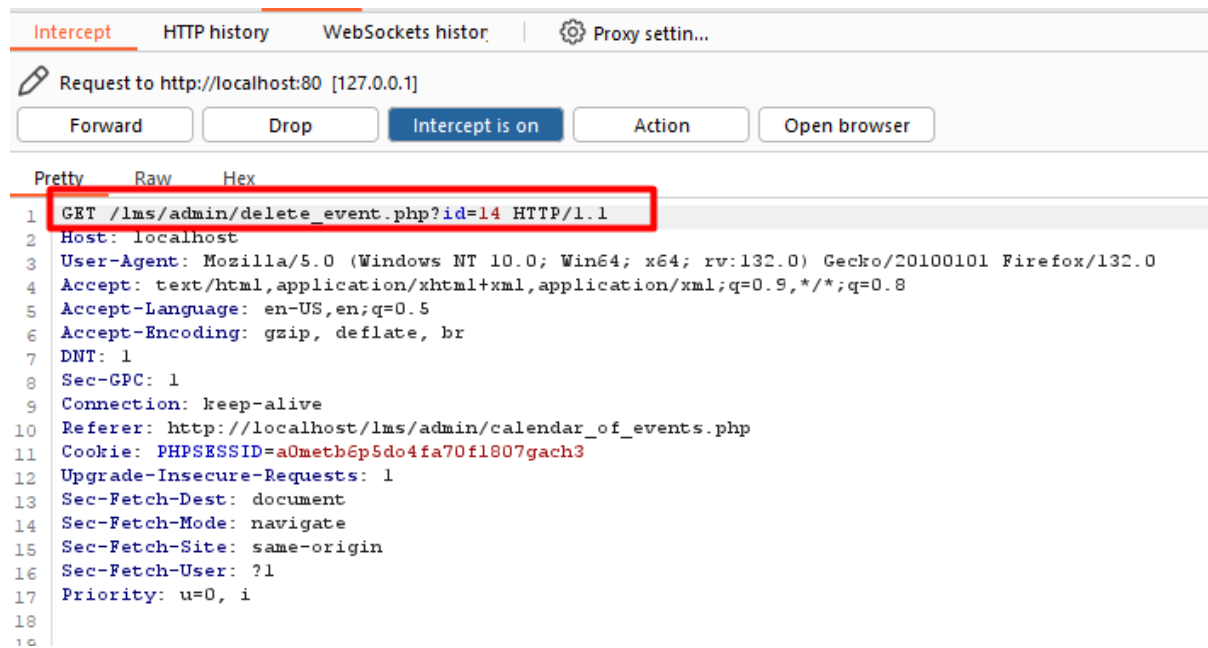 Intercept HTTP history WebSockets histor Proxy settin...
Request to http://localhost:80 [127.0.0.1]
Forward Drop Intercept is on Action Open browser
Pretty Raw Hex
1 GET /lms/admin/delete_event.php?id=14 HTTP/1.1
2 Host: localhost
3 User-Agent: Mozilla/5.0 (Windows NT 10.0; Win64; x64; rv:132.0) Gecko/20100101 Firefox/132.0
4 Accept: text/html,application/xhtml+xml,application/xml;q=0.9,*/*;q=0.8
5 Accept-Language: en-US,en;q=0.5
6 Accept-Encoding: gzip, deflate, br
7 DNT: 1
8 Sec-GPC: 1
9 Connection: keep-alive
10 Referer: http://localhost/lms/admin/calendar_of_events.php
11 Cookie: PHPSESSID=a0metb6p5do4fa70f1807gach3
12 Upgrade-Insecure-Requests: 1
13 Sec-Fetch-Dest: document
14 Sec-Fetch-Mode: navigate
15 Sec-Fetch-Site: same-origin
16 Sec-Fetch-User: ?1
17 Priority: u=0, i
18
19